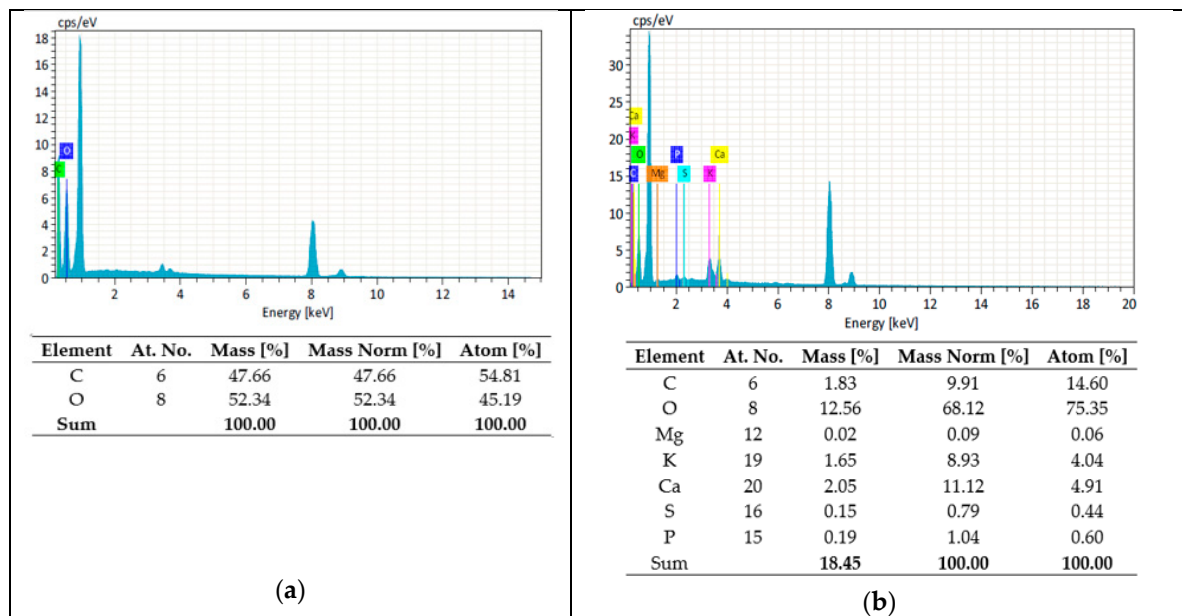 cps/eV
18
16
14
12
10
8
6
4
2
0
O
C
2 4 6 8 10 12 14
Energy [keV]
Element At. No. Mass [%] Mass Norm [%] Atom [%]
C 6 47.66 47.66 54.81
O 8 52.34 52.34 45.19
Sum 100.00 100.00 100.00
(a)
cps/eV
30
25
20
15
10
5
0
Ca
K
O
C
Mg
P
S
K
Ca
2 4 6 8 10 12 14 16 18 20
Energy [keV]
Element At. No. Mass [%] Mass Norm [%] Atom [%]
C 6 1.83 9.91 14.60
O 8 12.56 68.12 75.35
Mg 12 0.02 0.09 0.06
K 19 1.65 8.93 4.04
Ca 20 2.05 11.12 4.91
S 16 0.15 0.79 0.44
P 15 0.19 1.04 0.60
Sum 18.45 100.00 100.00
(b)